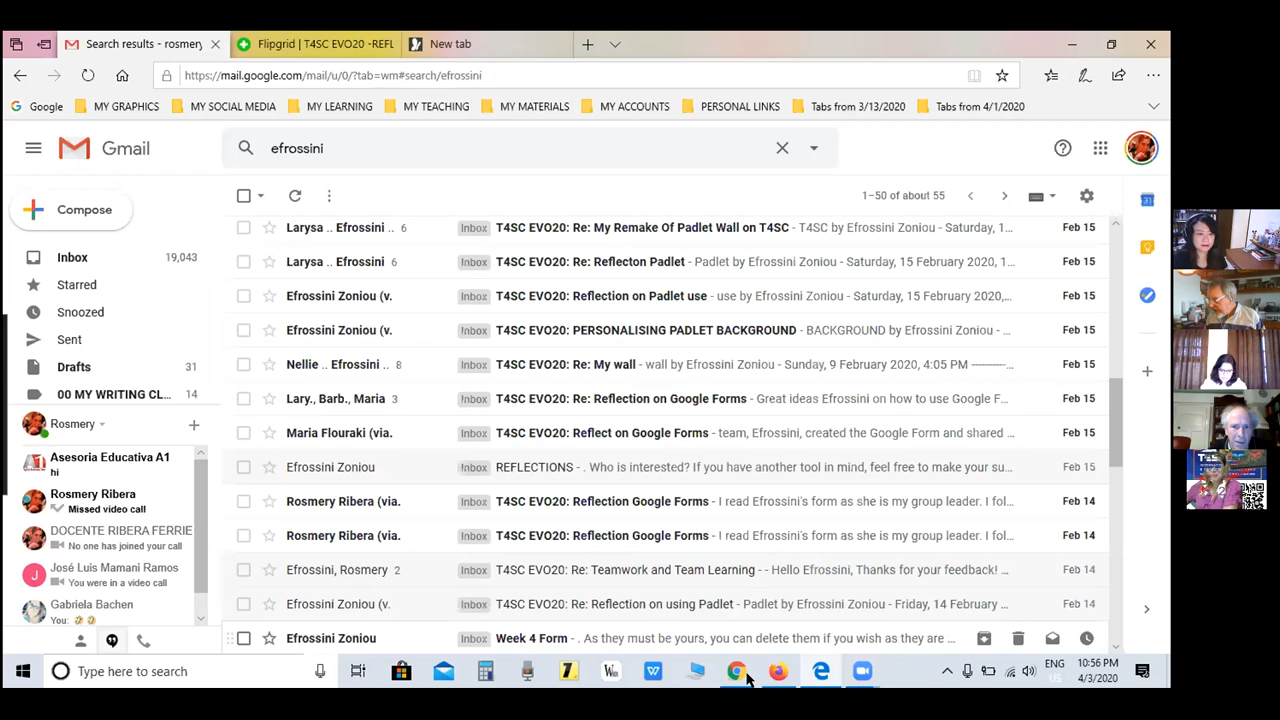 Search results - rosmery
Flipgrid | T4SC EVO20 -REFL
New tab
https://mail.google.com/mail/u/0/?tab=wm#search/efrossini
Google
MY GRAPHICS
MY SOCIAL MEDIA
MY LEARNING
MY TEACHING
MY MATERIALS
MY ACCOUNTS
PERSONAL LINKS
Tabs from 3/13/2020
Tabs from 4/1/2020
Gmail
efrossini
Compose
1–50 of about 55
Inbox 19,043
Starred
Snoozed
Sent
Drafts 31
00 MY WRITING CL... 14
Rosmery
Asesoria Educativa A1
hi
Rosmery Ribera
Missed video call
DOCENTE RIBERA FERRIE
No one has joined your call
José Luis Mamani Ramos
You were in a video call
Gabriela Bachen
You: 🤣 🤣
Larysa .. Efrossini .. 6 Inbox T4SC EVO20: Re: My Remake Of Padlet Wall on T4SC - T4SC by Efrossini Zoniou - Saturday, 1... Feb 15
Larysa .. Efrossini 6 Inbox T4SC EVO20: Re: Reflecton Padlet - Padlet by Efrossini Zoniou - Saturday, 15 February 2020, 1... Feb 15
Efrossini Zoniou (v. Inbox T4SC EVO20: Re: Reflection on Padlet use - use by Efrossini Zoniou - Saturday, 15 February 2020, ... Feb 15
Efrossini Zoniou (v. Inbox T4SC EVO20: Re: PERSONALISING PADLET BACKGROUND - BACKGROUND by Efrossini Zoniou - ... Feb 15
Nellie .. Efrossini .. 8 Inbox T4SC EVO20: Re: My wall - wall by Efrossini Zoniou - Sunday, 9 February 2020, 4:05 PM ---------... Feb 15
Lary., Barb., Maria 3 Inbox T4SC EVO20: Re: Reflection on Google Forms - Great ideas Efrossini on how to use Google F... Feb 15
Maria Flouraki (via. Inbox T4SC EVO20: Reflect on Google Forms - team, Efrossini, created the Google Form and shared ... Feb 15
Efrossini Zoniou Inbox REFLECTIONS - . Who is interested? If you have another tool in mind, feel free to make your su... Feb 15
Rosmery Ribera (via. Inbox T4SC EVO20: Reflection Google Forms - I read Efrossini's form as she is my group leader. I fol... Feb 14
Rosmery Ribera (via. Inbox T4SC EVO20: Reflection Google Forms - I read Efrossini's form as she is my group leader. I fol... Feb 14
Efrossini, Rosmery 2 Inbox T4SC EVO20: Re: Teamwork and Team Learning - - Hello Efrossini, Thanks for your feedback! ... Feb 14
Efrossini Zoniou (v. Inbox T4SC EVO20: Re: Reflection on using Padlet - Padlet by Efrossini Zoniou - Friday, 14 February ... Feb 14
Efrossini Zoniou Inbox Week 4 Form - . As they must be yours, you can delete them if you wish as they are ...
Type here to search
ENG
US
10:56 PM
4/3/2020